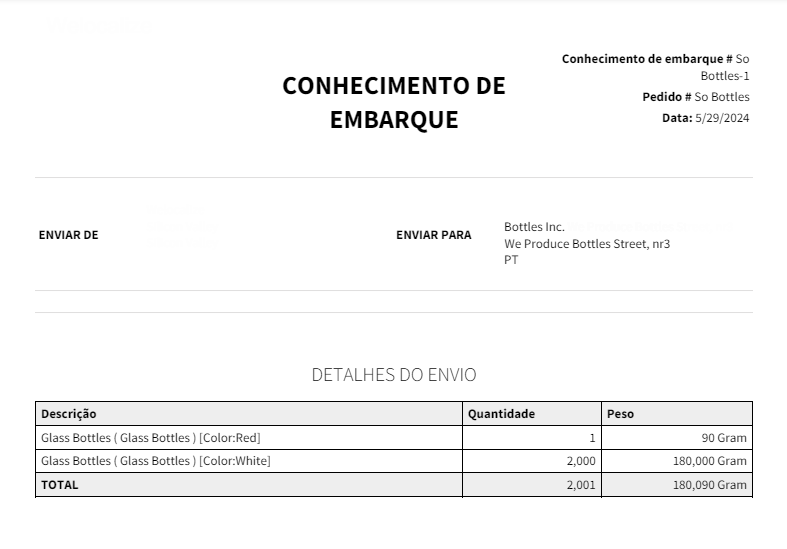 Conhecimento de embarque # So
Bottles-1
Pedido # So Bottles
Data: 5/29/2024
CONHECIMENTO DE
EMBARQUE
ENVIAR DE
ENVIAR PARA
Bottles Inc.
We Produce Bottles Street, nr3
PT
DETALHES DO ENVIO
Descrição Quantidade Peso
Glass Bottles ( Glass Bottles ) [Color:Red] 1 90 Gram
Glass Bottles ( Glass Bottles ) [Color:White] 2,000 180,000 Gram
TOTAL 2,001 180,090 Gram